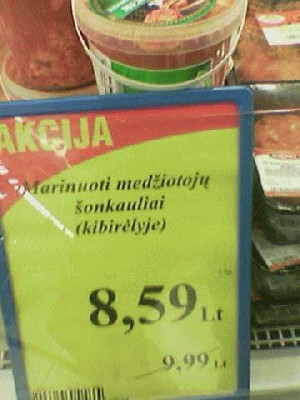 AKCIJA
Marinuoti medžiotojų
šonkauliai
(kibirėlyje)
8,59 Lt
9,99 Lt